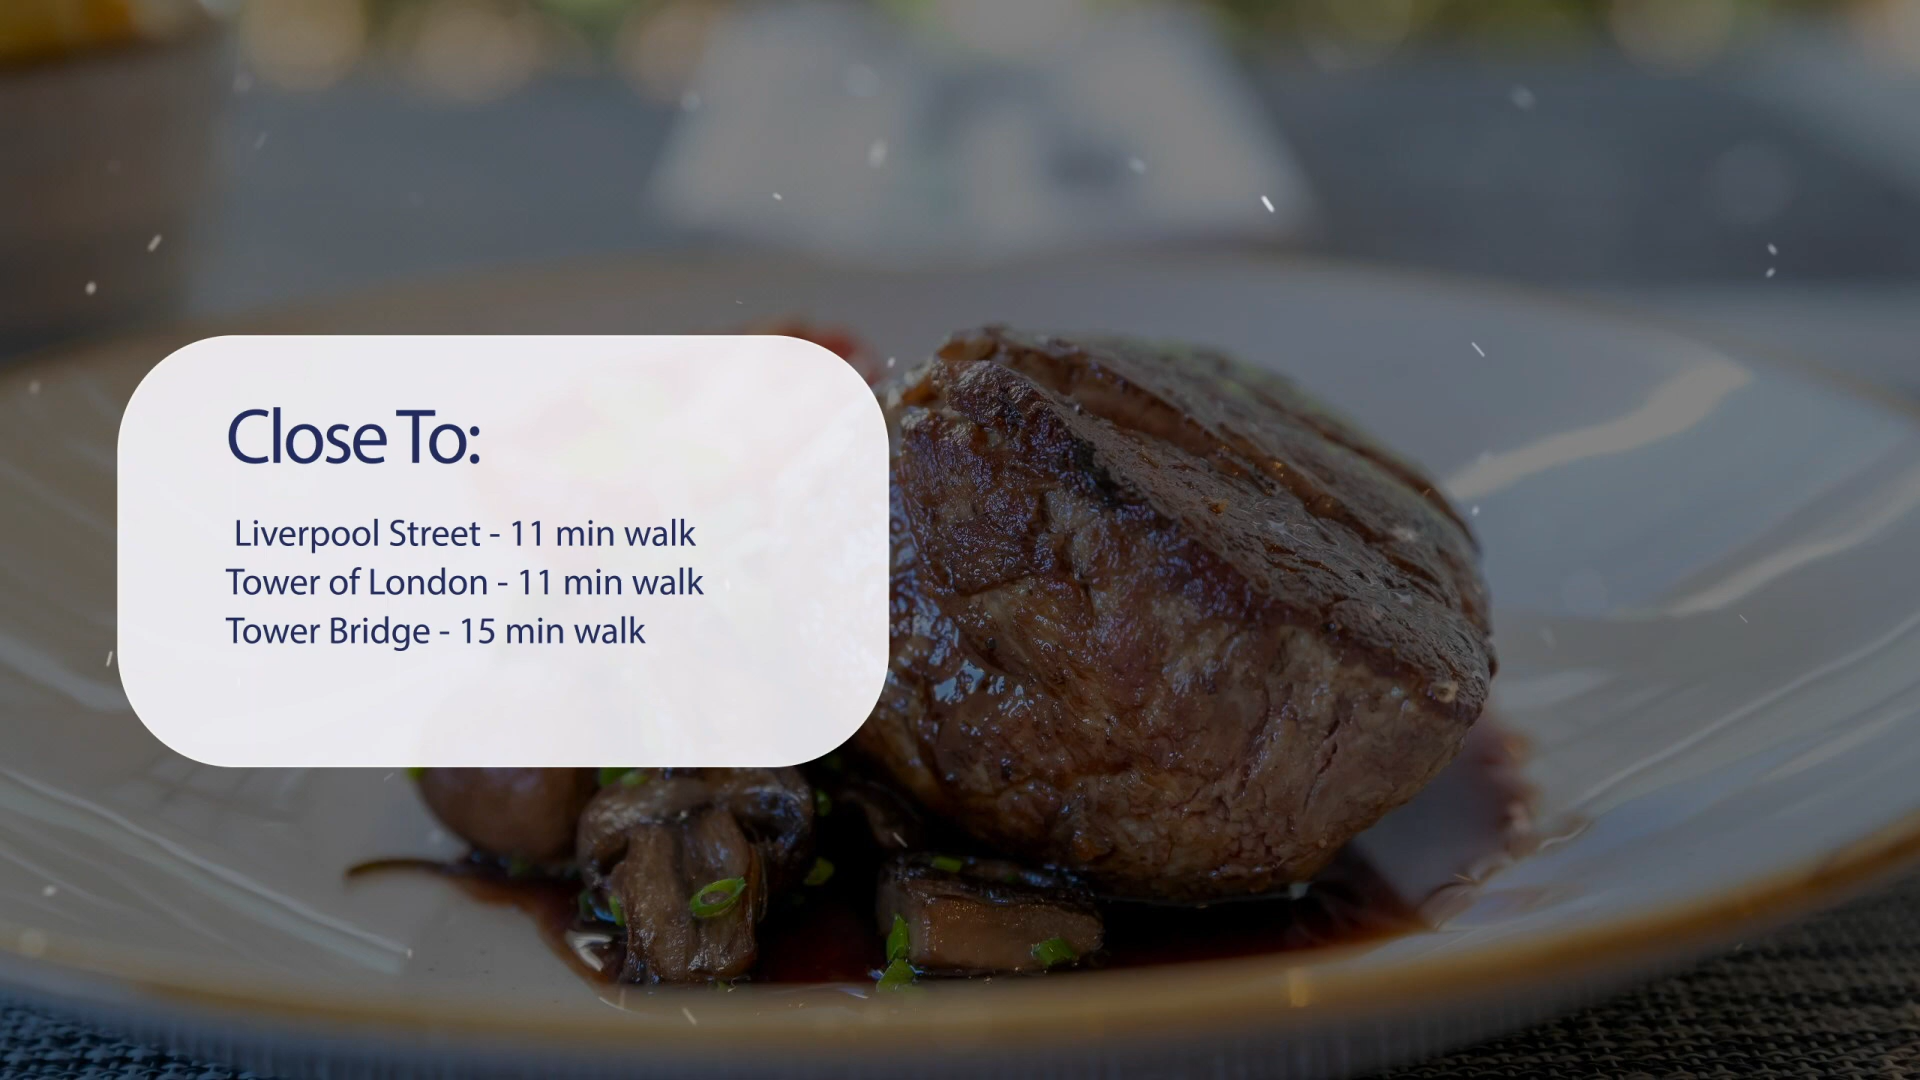 Close To:
Liverpool Street - 11 min walk
Tower of London - 11 min walk
Tower Bridge - 15 min walk